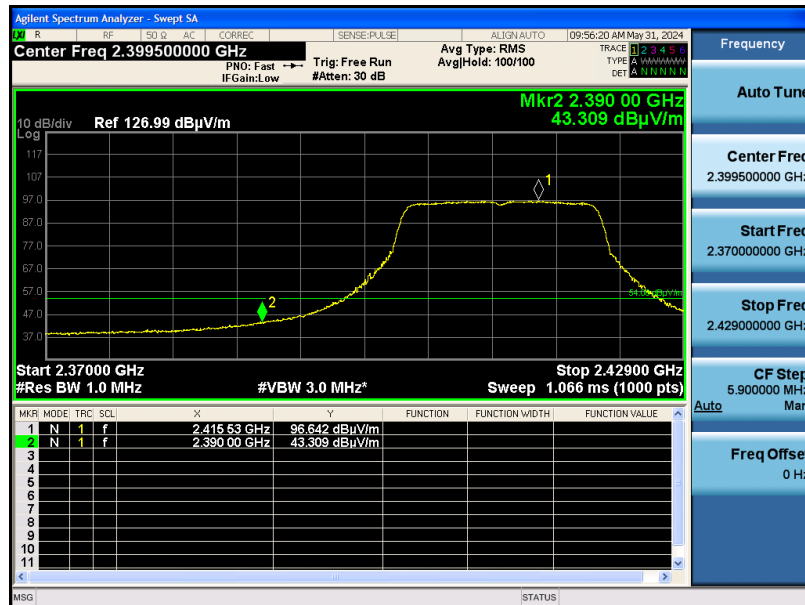 Agilent Spectrum Analyzer - Swept SA
LXI R RF 50 Ω AC CORREC SENSE:PULSE ALIGN AUTO 09:56:20 AM May 31, 2024
Center Freq 2.399500000 GHz
PNO: Fast
IFGain:Low
Trig: Free Run
#Atten: 30 dB
Avg Type: RMS
Avg|Hold: 100/100
TRACE 1 2 3 4 5 6
TYPE A WWWWW
DET A N N N N N
Mkr2 2.390 00 GHz
43.309 dBµV/m
10 dB/div Ref 126.99 dBµV/m
Log
117
107
97.0
87.0
77.0
67.0
57.0
47.0
37.0
1
2
Start 2.37000 GHz Stop 2.42900 GHz
#Res BW 1.0 MHz #VBW 3.0 MHz* Sweep 1.066 ms (1000 pts)
MKR MODE TRC SCL X Y FUNCTION FUNCTION WIDTH FUNCTION VALUE
1 N 1 f 2.415 53 GHz 96.642 dBµV/m
2 N 1 f 2.390 00 GHz 43.309 dBµV/m
3
4
5
6
7
8
9
10
11
MSG STATUS
Frequency
Auto Tune
Center Freq
2.399500000 GHz
Start Freq
2.370000000 GHz
Stop Freq
2.429000000 GHz
CF Step
5.900000 MHz
Auto Man
Freq Offset
0 Hz